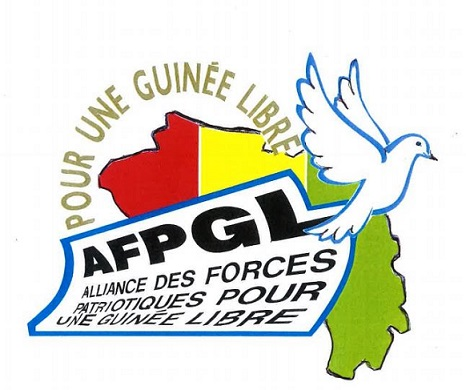 POUR UNE GUINÉE LIBRE
AFPGL
ALLIANCE DES FORCES
PATRIOTIQUES POUR
UNE GUINÉE LIBRE